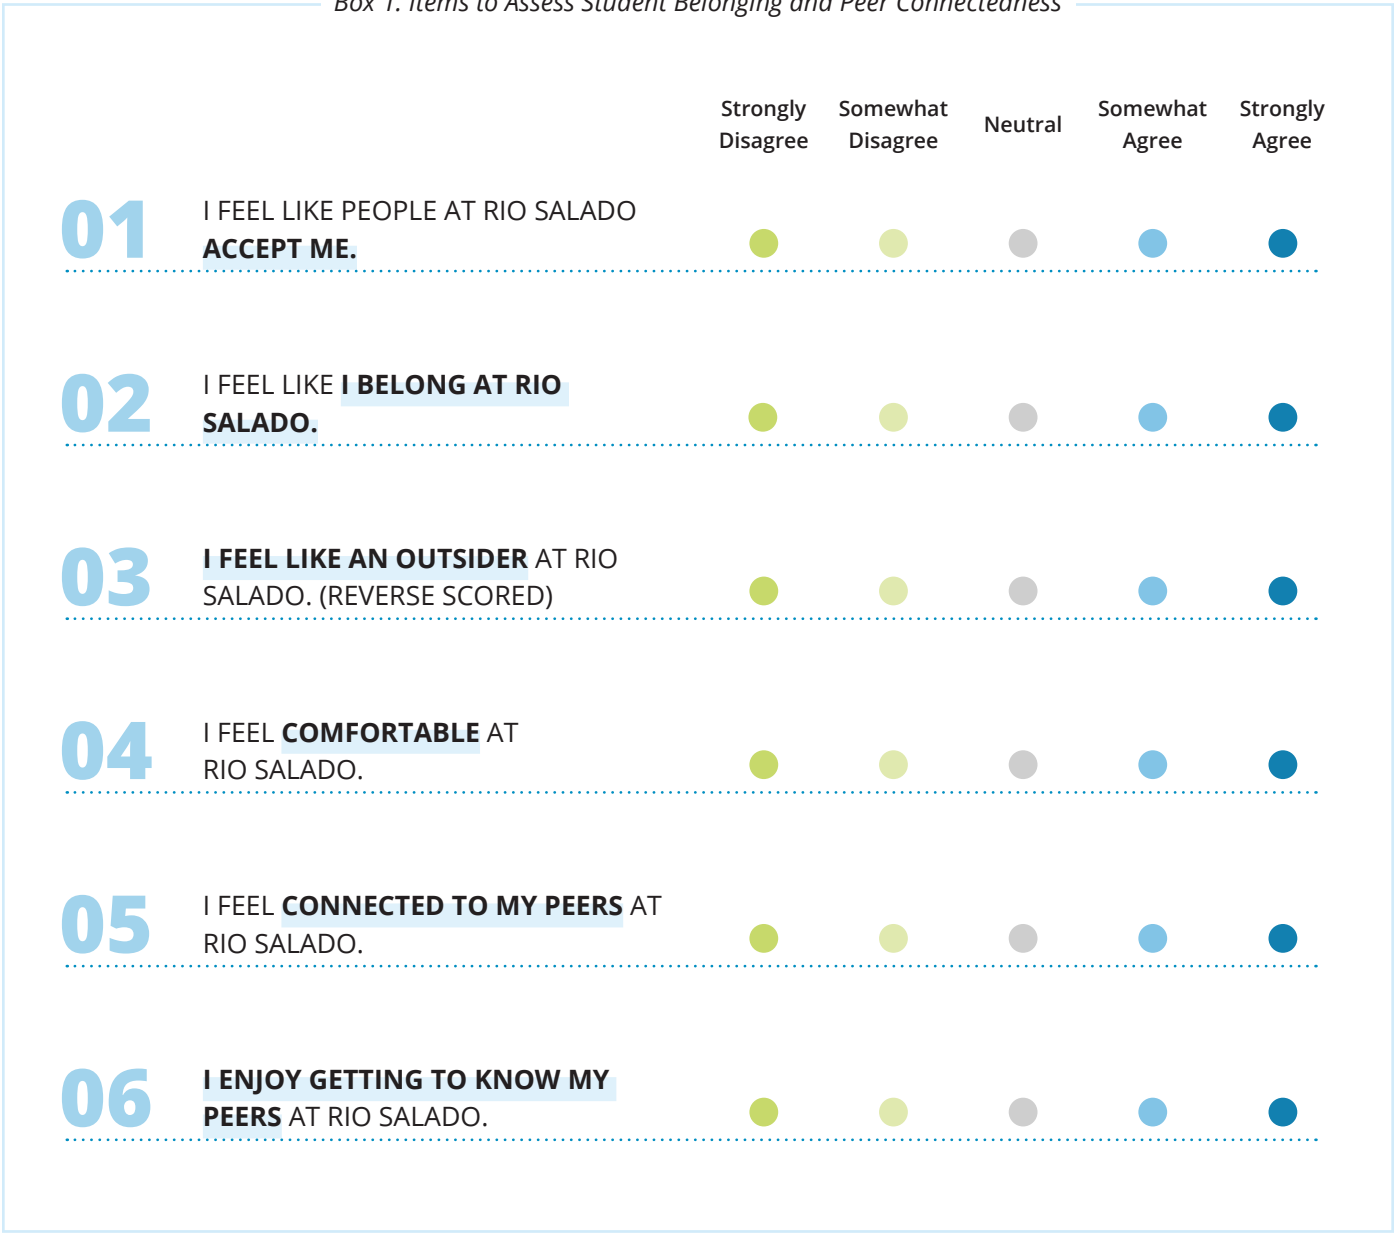 Box 1. Items to Assess Student Belonging and Peer Connectedness
Strongly Disagree
Somewhat Disagree
Neutral
Somewhat Agree
Strongly Agree
01
I FEEL LIKE PEOPLE AT RIO SALADO
ACCEPT ME.
02
I FEEL LIKE I BELONG AT RIO
SALADO.
03
I FEEL LIKE AN OUTSIDER AT RIO
SALADO. (REVERSE SCORED)
04
I FEEL COMFORTABLE AT
RIO SALADO.
05
I FEEL CONNECTED TO MY PEERS AT
RIO SALADO.
06
I ENJOY GETTING TO KNOW MY
PEERS AT RIO SALADO.